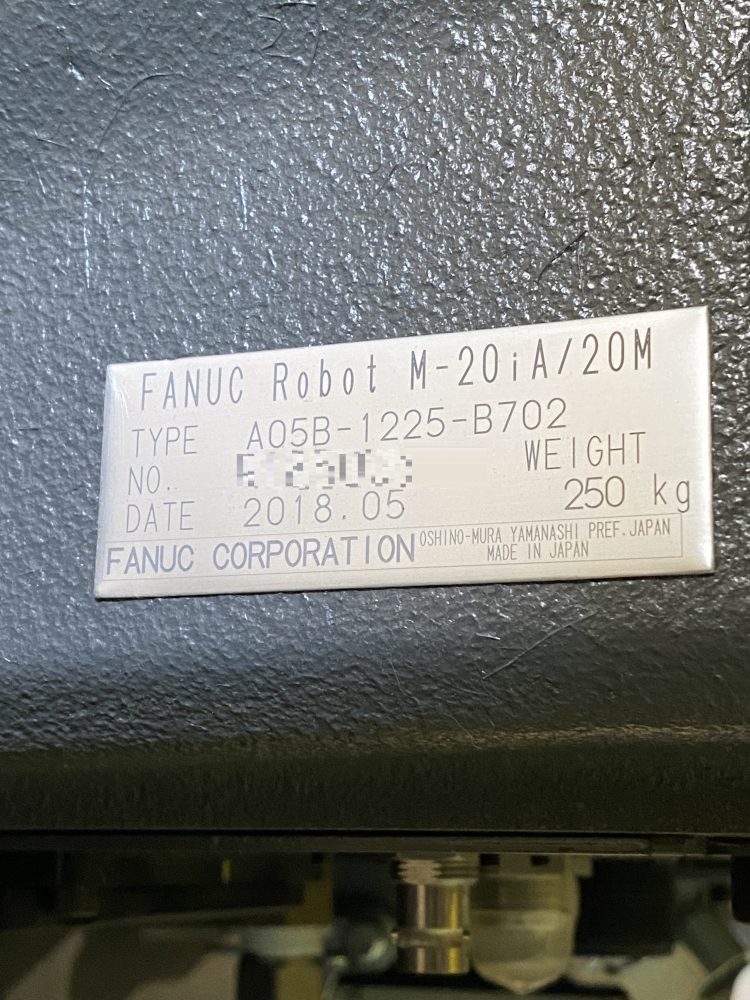 FANUC Robot M-20iA/20M
TYPE A05B-1225-B702
NO.
WEIGHT
DATE 2018.05
250 kg
FANUC CORPORATION
OSHINO-MURA YAMANASHI PREF. JAPAN
MADE IN JAPAN